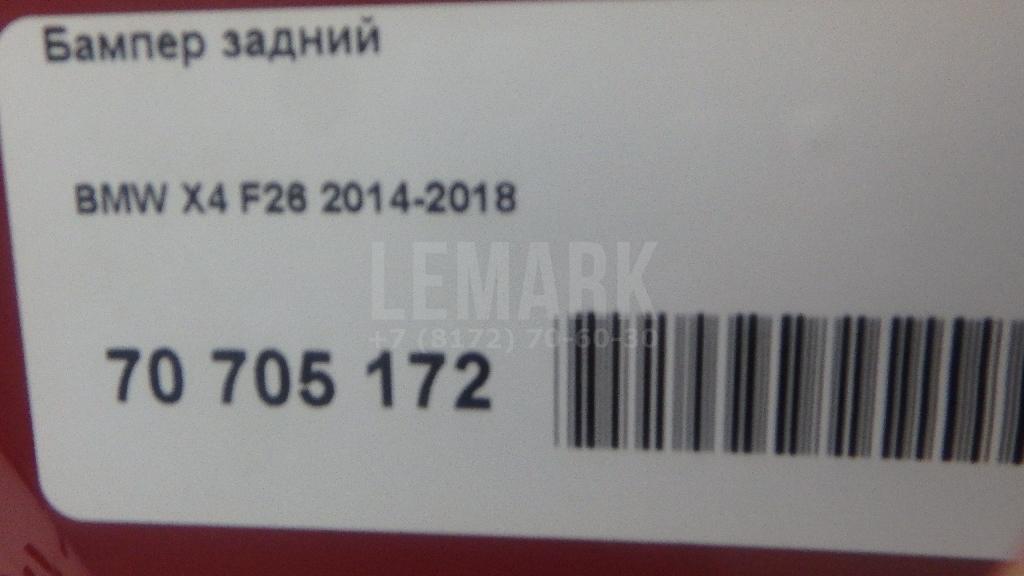 Бампер задний
BMW X4 F26 2014-2018
LEMARK
+7 (8172) 70-60-30
70 705 172